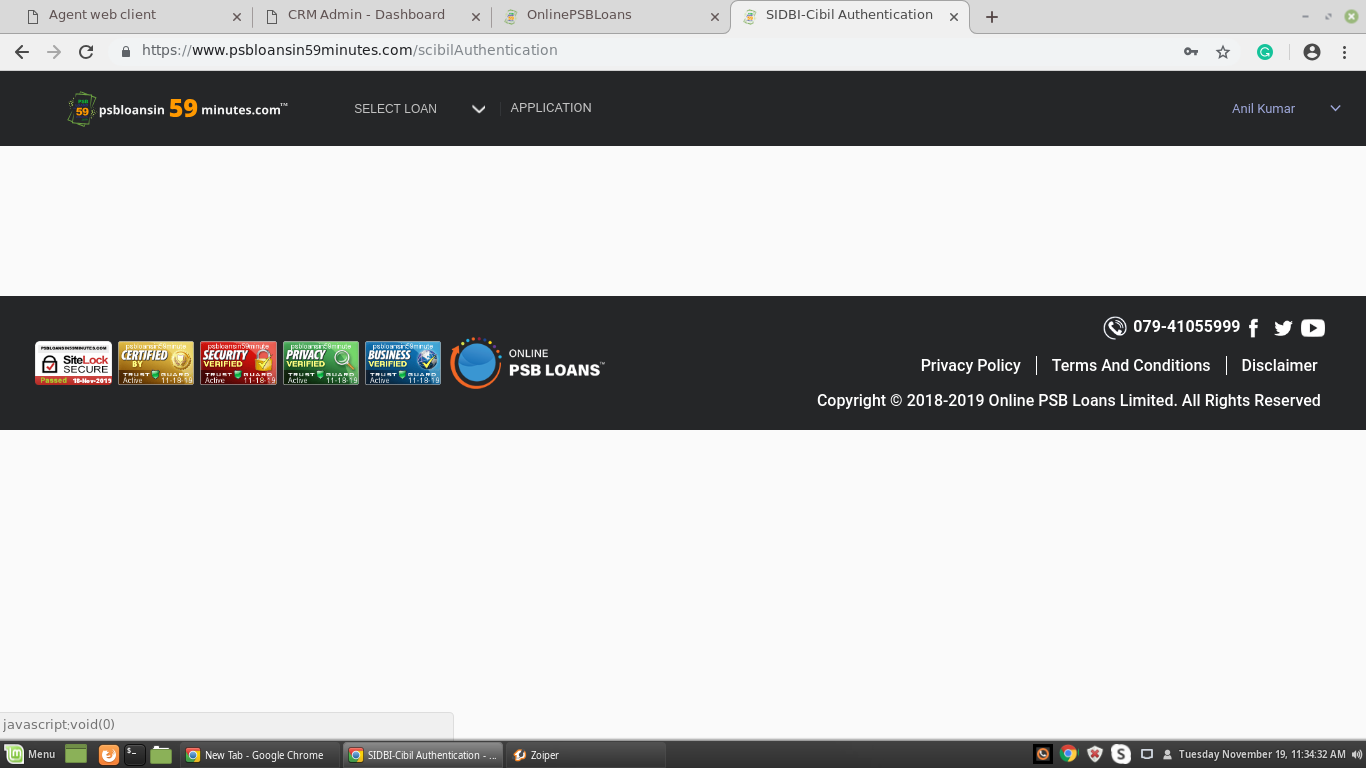 Agent web client
CRM Admin - Dashboard
OnlinePSBLoans
SIDBI-Cibil Authentication
https://www.psbloansin59minutes.com/scibilAuthentication
PSB
59
psbloansin 59 minutes.com™
SELECT LOAN
APPLICATION
Anil Kumar
079-41055999
PSBLOANSIN59MINUTES.COM
SiteLock
SECURE
Passed 18-Nov-2019
psbloansin59minute
CERTIFIED
BY
TRUST GUARD
Active 11-18-19
psbloansin59minute
SECURITY
VERIFIED
TRUST GUARD
Active 11-18-19
psbloansin59minute
PRIVACY
VERIFIED
TRUST GUARD
Active 11-18-19
psbloansin59minute
BUSINESS
VERIFIED
TRUST GUARD
Active 11-18-19
ONLINE
PSB LOANS™
Privacy Policy
Terms And Conditions
Disclaimer
Copyright © 2018-2019 Online PSB Loans Limited. All Rights Reserved
javascript:void(0)
Menu
New Tab - Google Chrome
SIDBI-Cibil Authentication - ...
Zoiper
Tuesday November 19, 11:34:32 AM